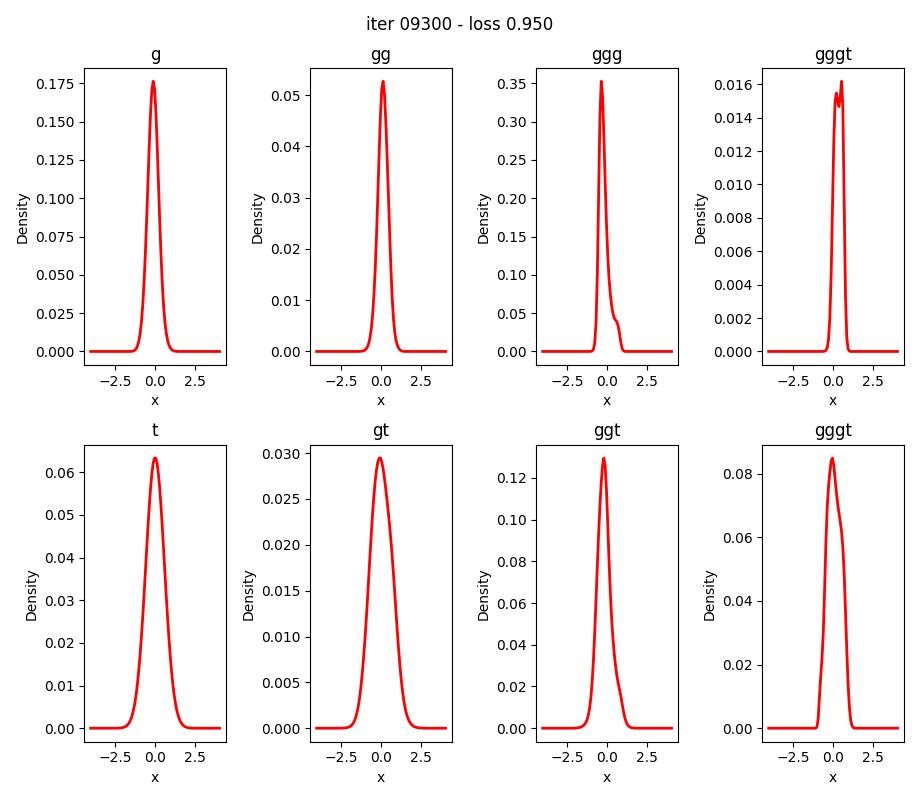 iter 09300 - loss 0.950
g
gg
ggg
gggt
0.175
0.150
0.125
0.100
0.075
0.050
0.025
0.000
Density
−2.5 0.0 2.5
x
0.05
0.04
0.03
0.02
0.01
0.00
Density
−2.5 0.0 2.5
x
0.35
0.30
0.25
0.20
0.15
0.10
0.05
0.00
Density
−2.5 0.0 2.5
x
0.016
0.014
0.012
0.010
0.008
0.006
0.004
0.002
0.000
Density
−2.5 0.0 2.5
x
t
gt
ggt
gggt
0.06
0.05
0.04
0.03
0.02
0.01
0.00
Density
−2.5 0.0 2.5
x
0.030
0.025
0.020
0.015
0.010
0.005
0.000
Density
−2.5 0.0 2.5
x
0.12
0.10
0.08
0.06
0.04
0.02
0.00
Density
−2.5 0.0 2.5
x
0.08
0.06
0.04
0.02
0.00
Density
−2.5 0.0 2.5
x